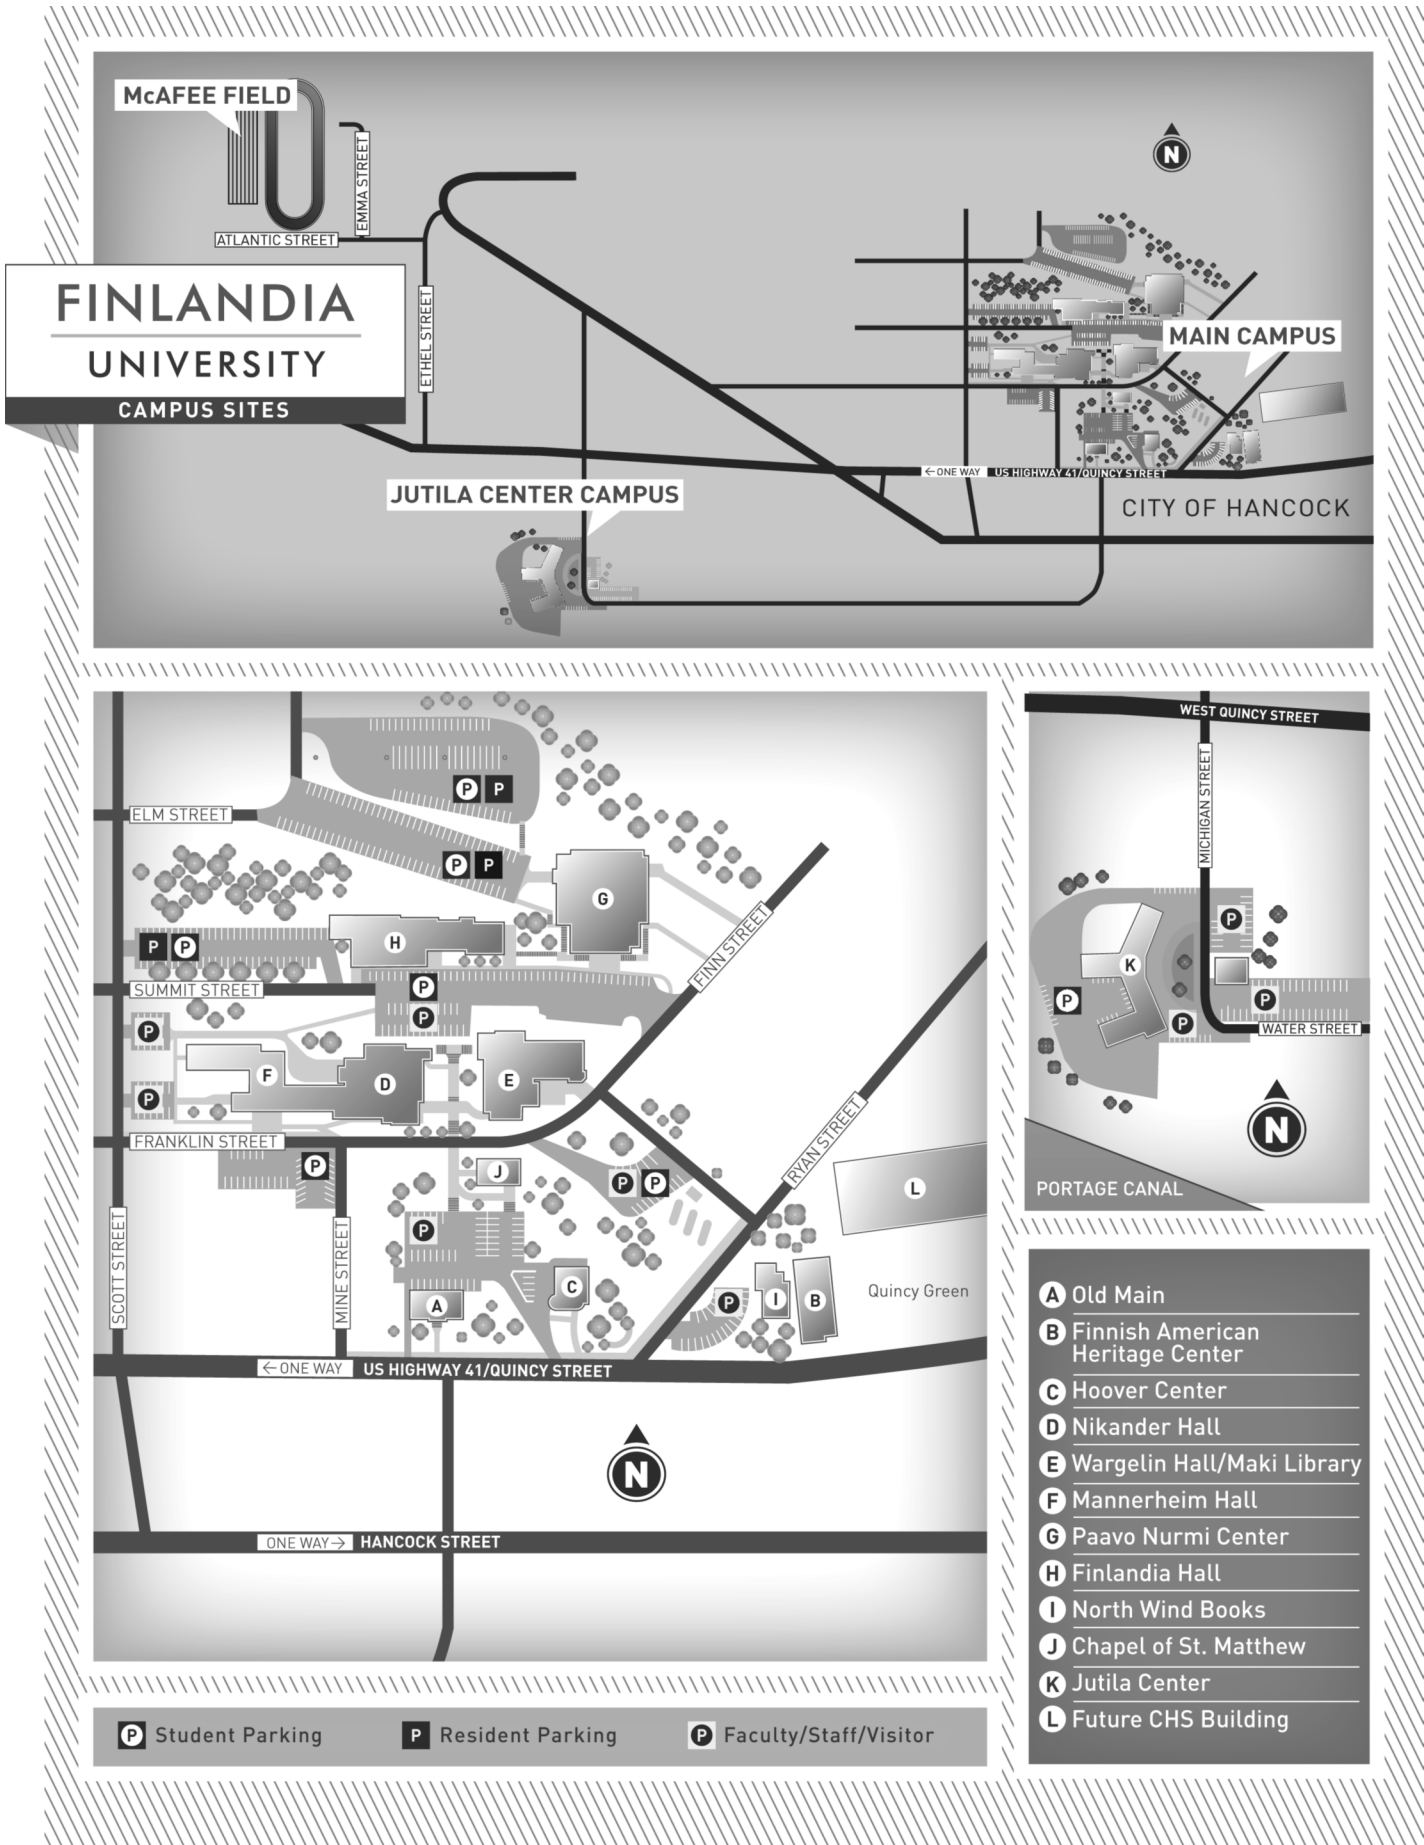 McAFEE FIELD
N
EMMA STREET
ATLANTIC STREET
FINLANDIA
UNIVERSITY
CAMPUS SITES
ETHEL STREET
MAIN CAMPUS
←ONE WAY
US HIGHWAY 41/QUINCY STREET
JUTILA CENTER CAMPUS
CITY OF HANCOCK
P P
ELM STREET
P P
G
P P
H
FINN STREET
SUMMIT STREET
P
P
P
F
D
E
P
FRANKLIN STREET
P
J
P P
RYAN STREET
L
P
SCOTT STREET
MINE STREET
A
C
P
I
B
Quincy Green
←ONE WAY
US HIGHWAY 41/QUINCY STREET
N
ONE WAY→
HANCOCK STREET
WEST QUINCY STREET
MICHIGAN STREET
P
K
P
P
P
WATER STREET
N
PORTAGE CANAL
A Old Main
B Finnish American
Heritage Center
C Hoover Center
D Nikander Hall
E Wargelin Hall/Maki Library
F Mannerheim Hall
G Paavo Nurmi Center
H Finlandia Hall
I North Wind Books
J Chapel of St. Matthew
K Jutila Center
L Future CHS Building
P Student Parking
P Resident Parking
P Faculty/Staff/Visitor